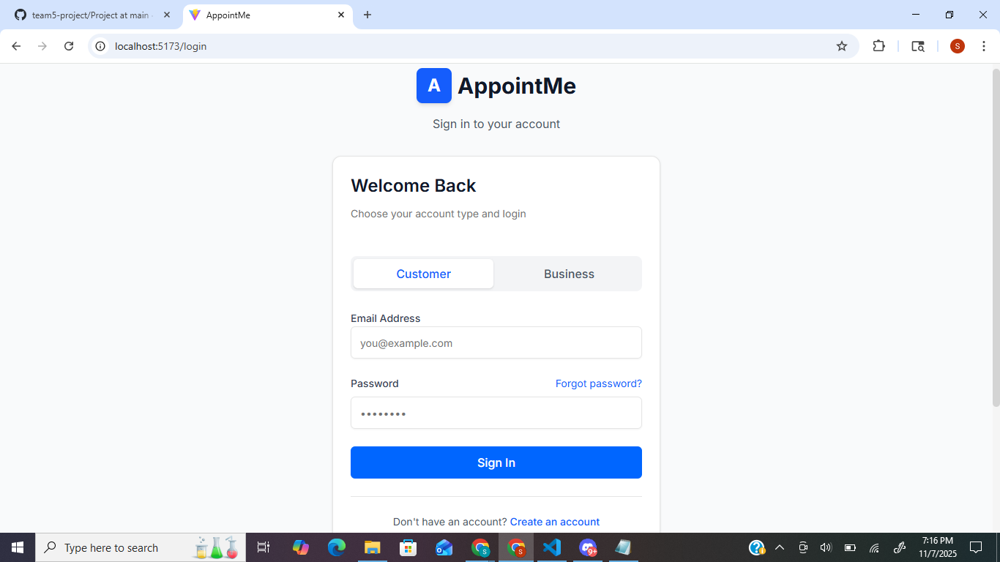 team5-project/Project at main
AppointMe
localhost:5173/login
S
A AppointMe
Sign in to your account
Welcome Back
Choose your account type and login
Customer Business
Email Address
you@example.com
Password Forgot password?
••••••••
Sign In
Don't have an account? Create an account
Type here to search
S
S
9+
7:16 PM
11/7/2025